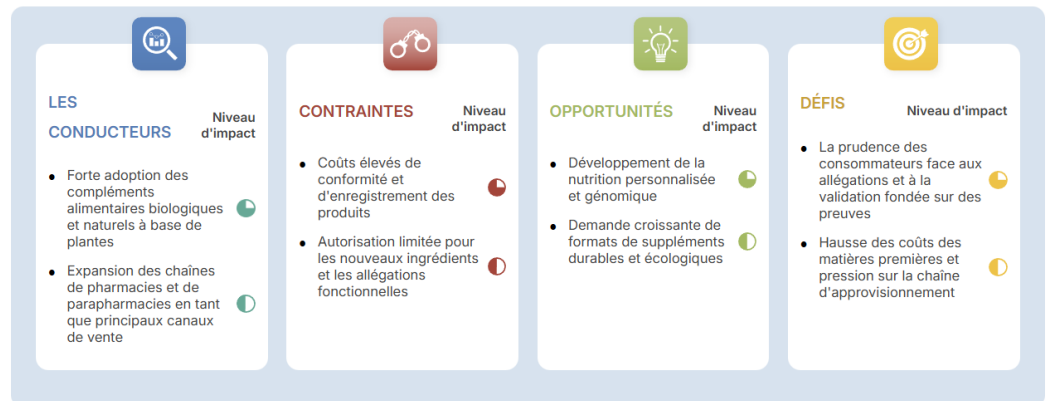 LES
CONDUCTEURS
Niveau
d'impact
• Forte adoption des
compléments
alimentaires biologiques
et naturels à base de
plantes
• Expansion des chaînes
de pharmacies et de
parapharmacies en tant
que principaux canaux
de vente
CONTRAINTES
Niveau
d'impact
• Coûts élevés de
conformité et
d'enregistrement des
produits
• Autorisation limitée pour
les nouveaux ingrédients
et les allégations
fonctionnelles
OPPORTUNITÉS
Niveau
d'impact
• Développement de la
nutrition personnalisée
et génomique
• Demande croissante de
formats de suppléments
durables et écologiques
DÉFIS
Niveau d'impact
• La prudence des
consommateurs face aux
allégations et à la
validation fondée sur des
preuves
• Hausse des coûts des
matières premières et
pression sur la chaîne
d'approvisionnement